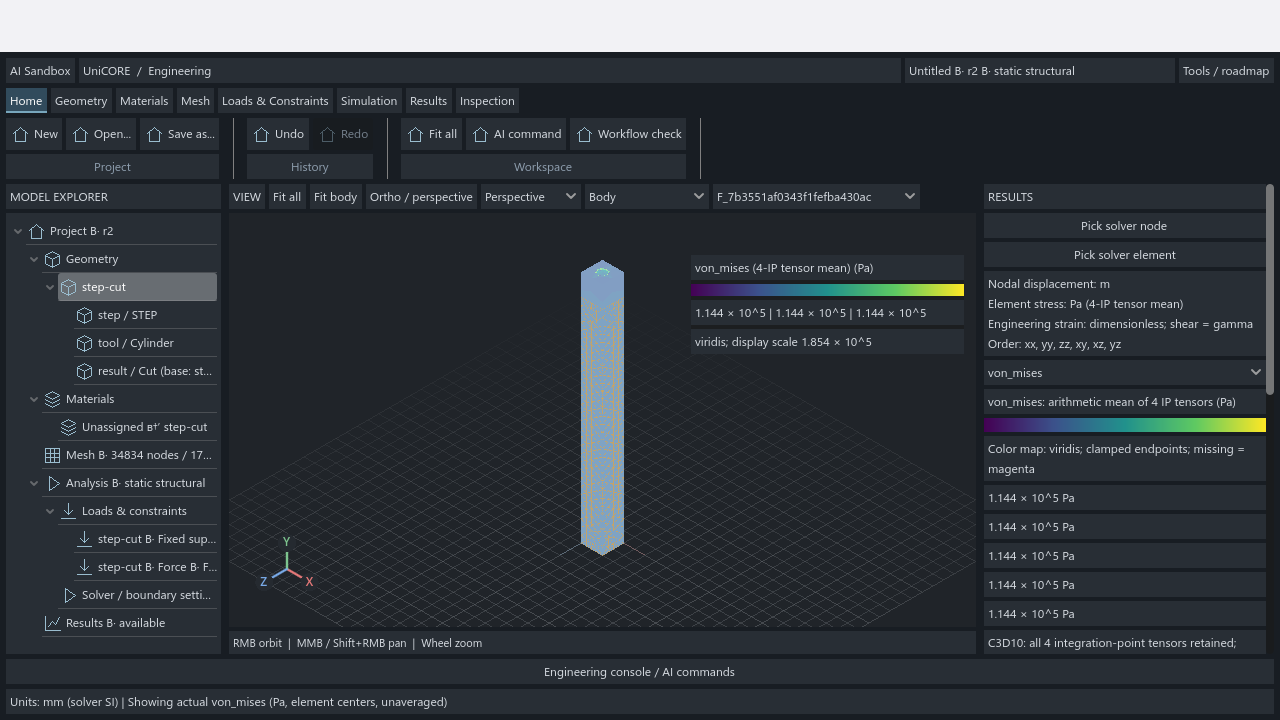 AI Sandbox
UniCORE / Engineering
Untitled B· r2 B· static structural
Tools / roadmap
Home
Geometry
Materials
Mesh
Loads & Constraints
Simulation
Results
Inspection
New
Open...
Save as...
Undo
Redo
Fit all
AI command
Workflow check
Project
History
Workspace
MODEL EXPLORER
Project B· r2
Geometry
step-cut
step / STEP
tool / Cylinder
result / Cut (base: st...
Materials
Unassigned в†’ step-cut
Mesh B· 34834 nodes / 17...
Analysis B· static structural
Loads & constraints
step-cut B· Fixed sup...
step-cut B· Force B· F...
Solver / boundary setti...
Results B· available
VIEW
Fit all
Fit body
Ortho / perspective
Perspective
Body
F_7b3551af0343f1fefba430ac
von_mises (4-IP tensor mean) (Pa)
1.144 × 10^5 | 1.144 × 10^5 | 1.144 × 10^5
viridis; display scale 1.854 × 10^5
Y
Z
X
RMB orbit | MMB / Shift+RMB pan | Wheel zoom
RESULTS
Pick solver node
Pick solver element
Nodal displacement: m
Element stress: Pa (4-IP tensor mean)
Engineering strain: dimensionless; shear = gamma
Order: xx, yy, zz, xy, xz, yz
von_mises
von_mises: arithmetic mean of 4 IP tensors (Pa)
Color map: viridis; clamped endpoints; missing =
magenta
1.144 × 10^5 Pa
1.144 × 10^5 Pa
1.144 × 10^5 Pa
1.144 × 10^5 Pa
1.144 × 10^5 Pa
C3D10: all 4 integration-point tensors retained;
Engineering console / AI commands
Units: mm (solver SI) | Showing actual von_mises (Pa, element centers, unaveraged)